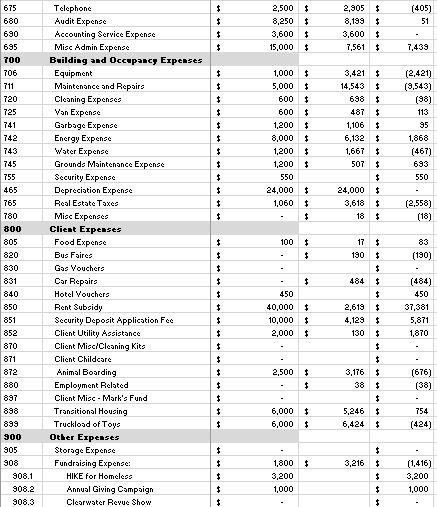 675 Telephone $ 2,500 $ 2,905 $ (405)
680 Audit Expense $ 8,250 $ 8,199 $ 51
690 Accounting Service Expense $ 3,600 $ 3,600 $ -
695 Misc Admin Expense $ 15,000 $ 7,561 $ 7,439
700 Building and Occupancy Expenses
706 Equipment $ 1,000 $ 3,421 $ (2,421)
711 Maintenance and Repairs $ 5,000 $ 14,543 $ (9,543)
720 Cleaning Expenses $ 600 $ 698 $ (98)
725 Van Expense $ 600 $ 487 $ 113
741 Garbage Expense $ 1,200 $ 1,106 $ 95
742 Energy Expense $ 8,000 $ 6,132 $ 1,868
743 Water Expense $ 1,200 $ 1,667 $ (467)
745 Grounds Maintenance Expense $ 1,200 $ 507 $ 693
755 Security Expense $ 550 $ 550
465 Depreciation Expense $ 24,000 $ 24,000 $ -
765 Real Estate Taxes $ 1,060 $ 3,618 $ (2,558)
780 Misc Expenses $ - $ 18 $ (18)
800 Client Expenses
805 Food Expense $ 100 $ 17 $ 83
820 Bus Faires $ - $ 190 $ (190)
830 Gas Vouchers $ - $ -
831 Car Repairs $ - $ 484 $ (484)
840 Hotel Vouchers $ 450 $ 450
850 Rent Subsidy $ 40,000 $ 2,619 $ 37,381
851 Security Deposit Application Fee $ 10,000 $ 4,129 $ 5,871
852 Client Utility Assistance $ 2,000 $ 130 $ 1,870
870 Client Misc/Cleaning Kits $ - $ -
871 Client Childcare $ - $ -
872 Animal Boarding $ 2,500 $ 3,176 $ (676)
880 Employment Related $ - $ 38 $ (38)
897 Client Misc - Mark's Fund $ - $ -
898 Transitional Housing $ 6,000 $ 5,246 $ 754
899 Truckload of Toys $ 6,000 $ 6,424 $ (424)
900 Other Expenses
905 Storage Expense $ - $ -
908 Fundraising Expense: $ 1,800 $ 3,216 $ (1,416)
908.1 HIKE for Homeless $ 3,200 $ 3,200
908.2 Annual Giving Campaign $ 1,000 $ 1,000
908.3 Clearwater Revue Show $ - $ -